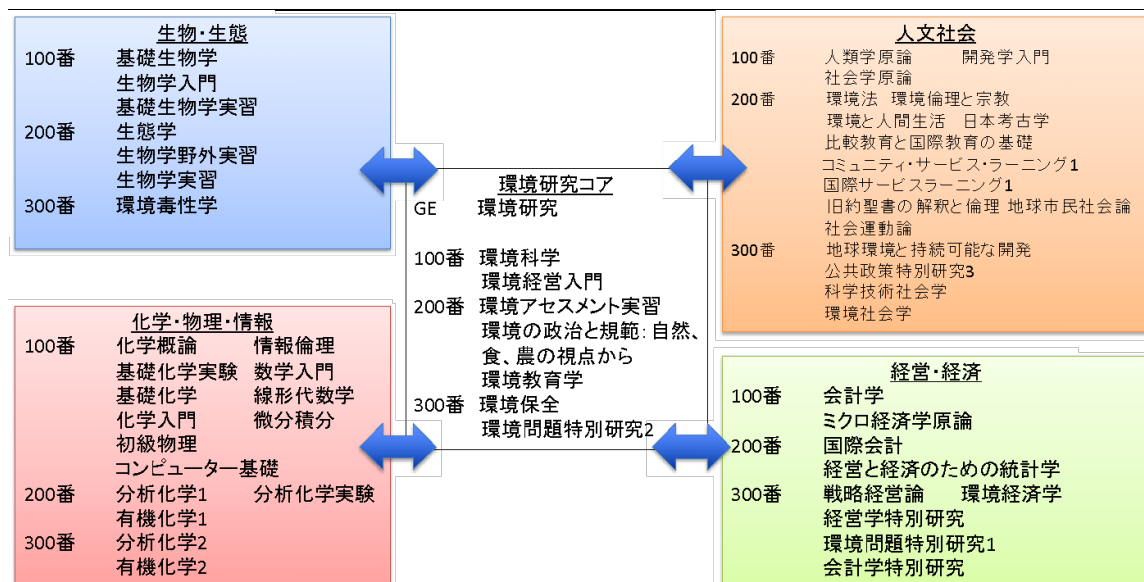 生物・生態
100番 基礎生物学
生物学入門
基礎生物学実習
200番 生態学
生物学野外実習
生物学実習
300番 環境毒性学
人文社会
100番 人類学原論 開発学入門
社会学原論
200番 環境法 環境倫理と宗教
環境と人間生活 日本考古学
比較教育と国際教育の基礎
コミュニティ・サービス・ラーニング1
国際サービスラーニング1
旧約聖書の解釈と倫理 地球市民社会論
社会運動論
300番 地球環境と持続可能な開発
公共政策特別研究3
科学技術社会学
環境社会学
環境研究コア
GE 環境研究
100番 環境科学
環境経営入門
200番 環境アセスメント実習
環境の政治と規範：自然、
食、農の視点から
環境教育学
300番 環境保全
環境問題特別研究2
化学・物理・情報
100番 化学概論 情報倫理
基礎化学実験 数学入門
基礎化学 線形代数学
化学入門 微分積分
初級物理
コンピューター基礎
200番 分析化学1 分析化学実験
有機化学1
300番 分析化学2
有機化学2
経営・経済
100番 会計学
ミクロ経済学原論
200番 国際会計
経営と経済のための統計学
300番 戦略経営論 環境経済学
経営学特別研究
環境問題特別研究1
会計学特別研究